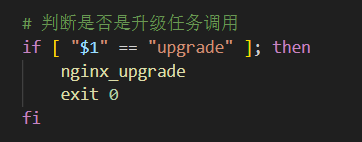 # 判断是否是升级任务调用
if [ "$1" == "upgrade" ]; then
    nginx_upgrade
    exit 0
fi